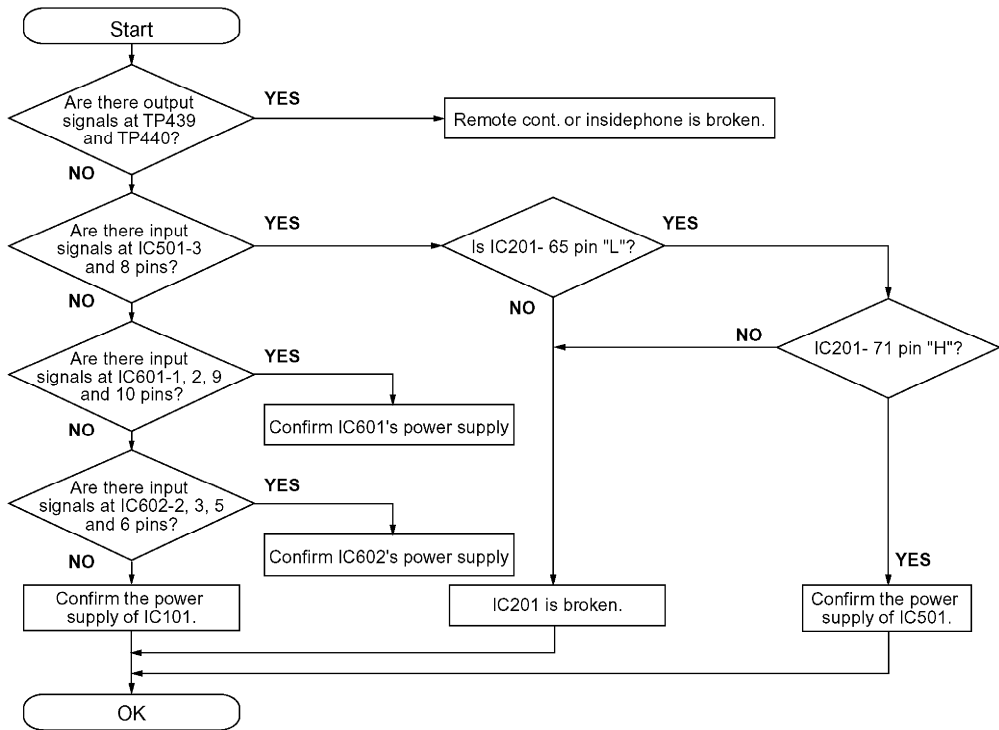 Start
Are there output
signals at TP439
and TP440?
YES
Remote cont. or insidephone is broken.
NO
Are there input
signals at IC501-3
and 8 pins?
YES
Is IC201- 65 pin "L"?
YES
NO
NO
IC201- 71 pin "H"?
NO
Are there input
signals at IC601-1, 2, 9
and 10 pins?
YES
Confirm IC601's power supply
NO
Are there input
signals at IC602-2, 3, 5
and 6 pins?
YES
Confirm IC602's power supply
NO
YES
Confirm the power
supply of IC101.
IC201 is broken.
Confirm the power
supply of IC501.
OK